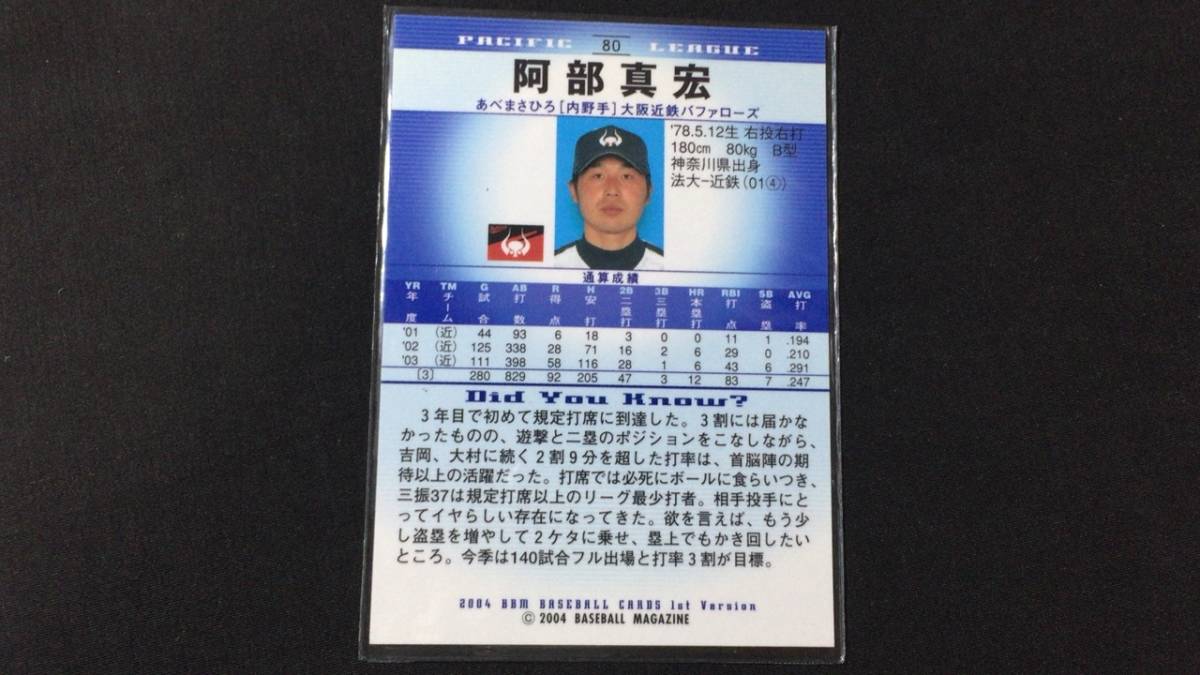 PACIFIC 80 LEAGUE
阿部真宏
あべまさひろ[内野手]大阪近鉄バファローズ
'78.5.12生 右投右打
180cm 80kg B型
神奈川県出身
法大-近鉄(01④)
通算成績
YR TM G AB R H 2B 3B HR RBI SB AVG
年度 チーム 試合 打数 得点 安打 二塁打 三塁打 本塁打 打点 盗塁 打率
'01 (近) 44 93 6 18 3 0 0 11 1 .194
'02 (近) 125 338 28 71 16 2 6 29 0 .210
'03 (近) 111 398 58 116 28 1 6 43 6 .291
[3] 280 829 92 205 47 3 12 83 7 .247
Did You Know?
3年目で初めて規定打席に到達した。3割には届かな
かったものの、遊撃と二塁のポジションをこなしながら、
吉岡、大村に続く2割9分を超した打率は、首脳陣の期
待以上の活躍だった。打席では必死にボールに食らいつき、
三振37は規定打席以上のリーグ最少打者。相手投手にと
ってイヤらしい存在になってきた。欲を言えば、もう少
し盗塁を増やして2ケタに乗せ、塁上でもかき回したい
ところ。今季は140試合フル出場と打率3割が目標。
2004 BBM BASEBALL CARDS 1st Version
© 2004 BASEBALL MAGAZINE